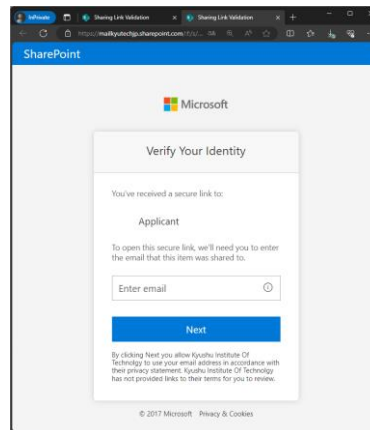 InPrivate
Sharing Link Validation
Sharing Link Validation
https://mailkyutechjp.sharepoint.com/:f:/s/...
SharePoint
Microsoft
Verify Your Identity
You've received a secure link to:
Applicant
To open this secure link, we'll need you to enter
the email that this item was shared to.
Enter email
Next
By clicking Next you allow Kyushu Institute Of
Technolgy to use your email address in accordance with
their privacy statement. Kyushu Institute Of Technolgy
has not provided links to their terms for you to review.
© 2017 Microsoft Privacy & Cookies